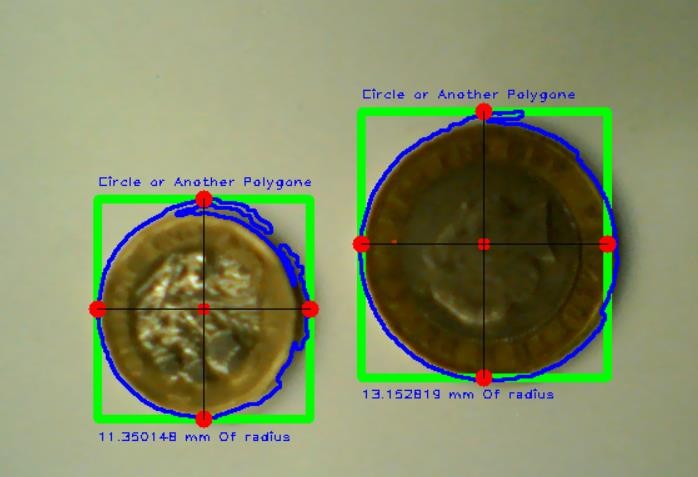 Circle or Another Polygone
13.152819 mm Of radius
Circle or Another Polygone
11.350148 mm Of radius